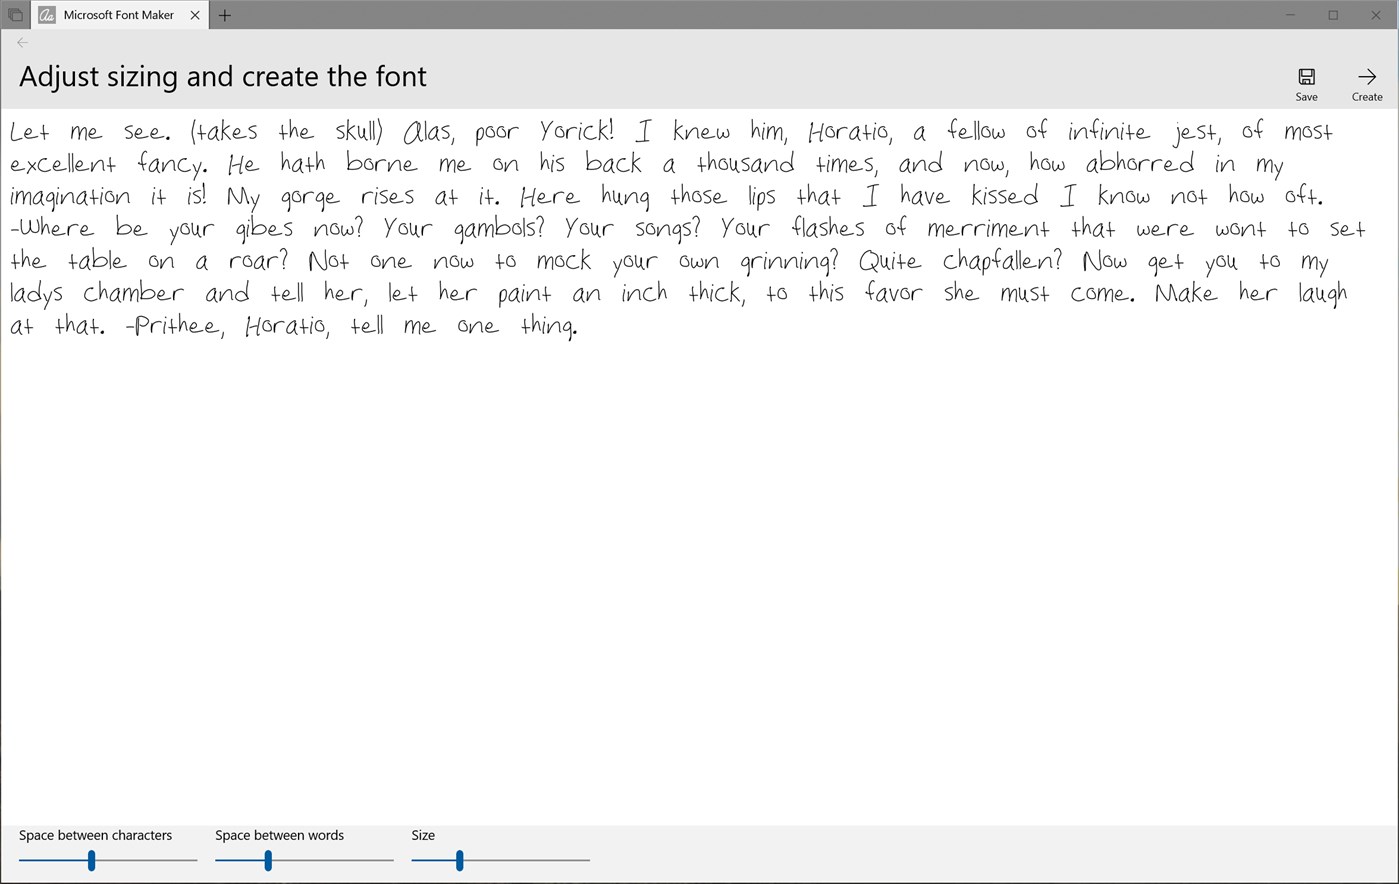 Microsoft Font Maker
Adjust sizing and create the font
Save
Create
Let me see. (takes the skull) Alas, poor Yorick! I knew him, Horatio, a fellow of infinite jest, of most
excellent fancy. He hath borne me on his back a thousand times, and now, how abhorred in my
imagination it is! My gorge rises at it. Here hung those lips that I have kissed I know not how oft.
-Where be your gibes now? Your gambols? Your songs? Your flashes of merriment that were wont to set
the table on a roar? Not one now to mock your own grinning? Quite chapfallen? Now get you to my
ladys chamber and tell her, let her paint an inch thick, to this favor she must come. Make her laugh
at that. -Prithee, Horatio, tell me one thing.
Space between characters
Space between words
Size